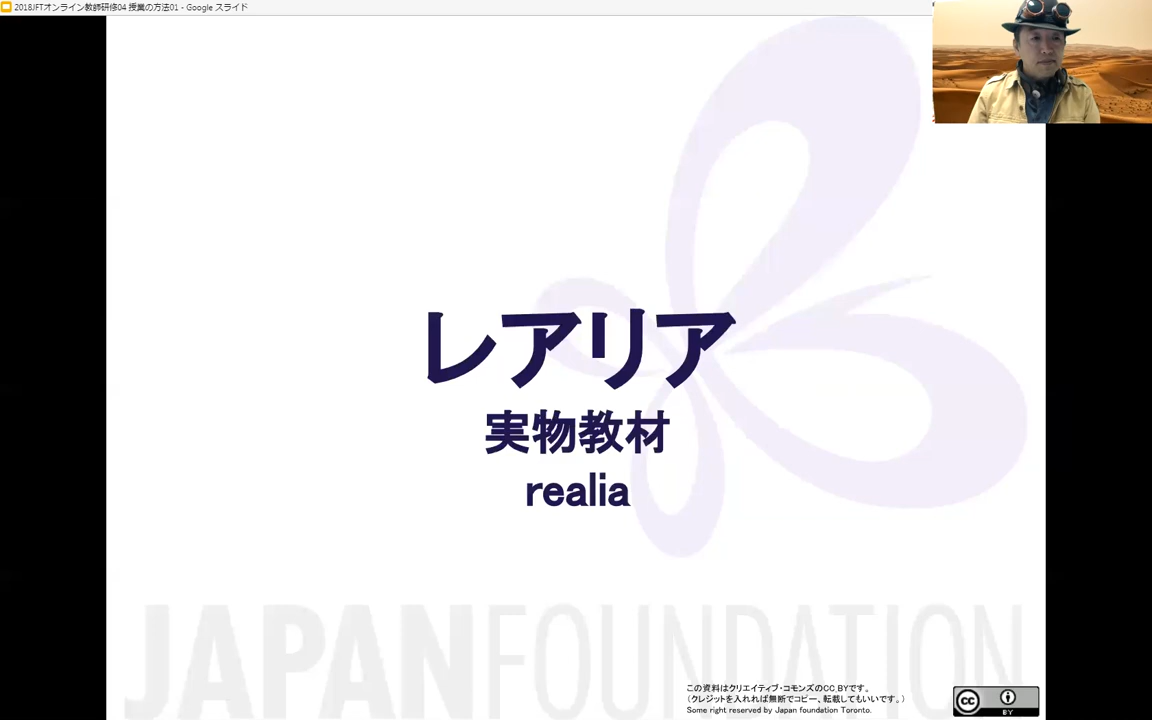 2018JFTオンライン教師研修04 授業の方法01 - Google スライド
レアリア
実物教材
realia
JAPANFOUNDATION
この資料はクリエイティブ・コモンズのCC_BYです。
（クレジットを入れれば無断でコピー、転載してもいいです。）
Some right reserved by Japan foundation Toronto.
cc
BY